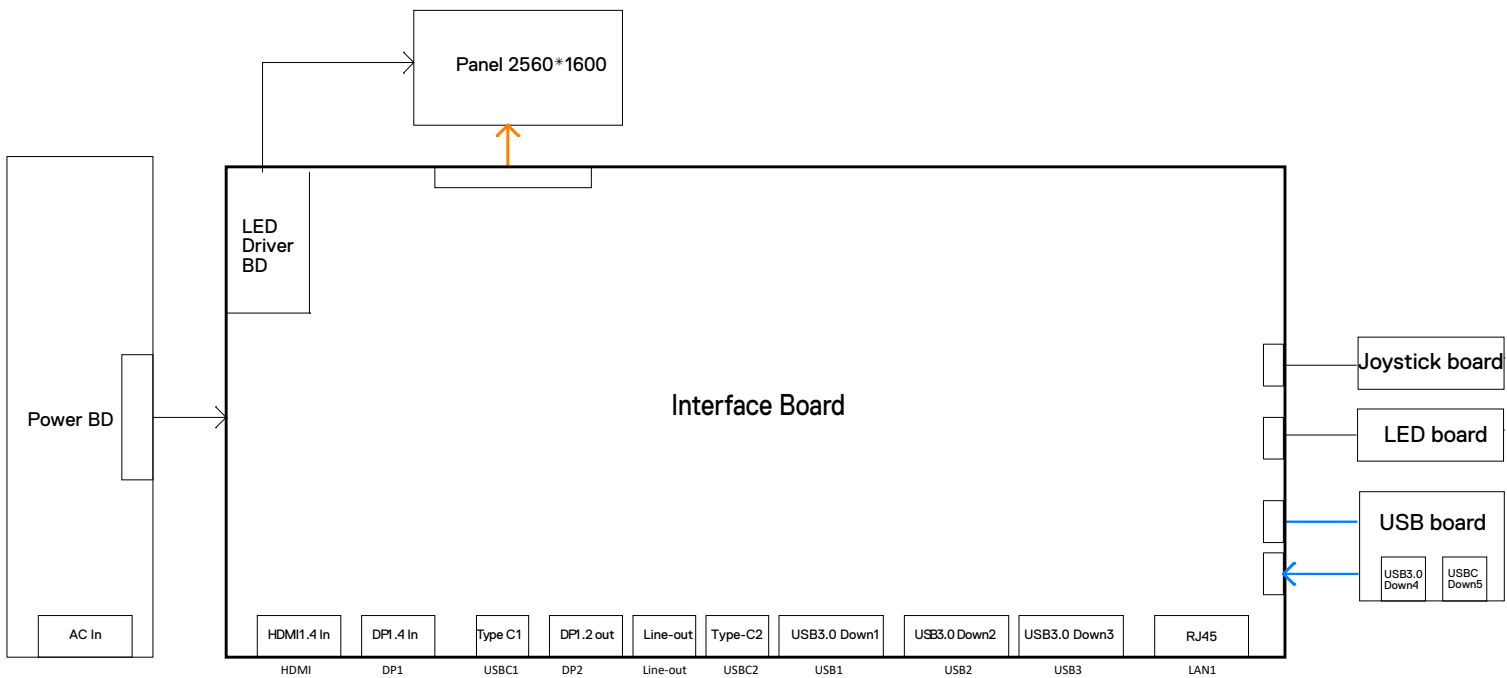 Panel 2560*1600
LED
Driver
BD
Power BD
Interface Board
Joystick board
LED board
USB board
USB3.0
Down4
USBC
Down5
AC In
HDMI1.4 In
DP1.4 In
Type C1
DP1.2 out
Line-out
Type-C2
USB3.0 Down1
USB3.0 Down2
USB3.0 Down3
RJ45
HDMI
DP1
USBC1
DP2
Line-out
USBC2
USB1
USB2
USB3
LAN1